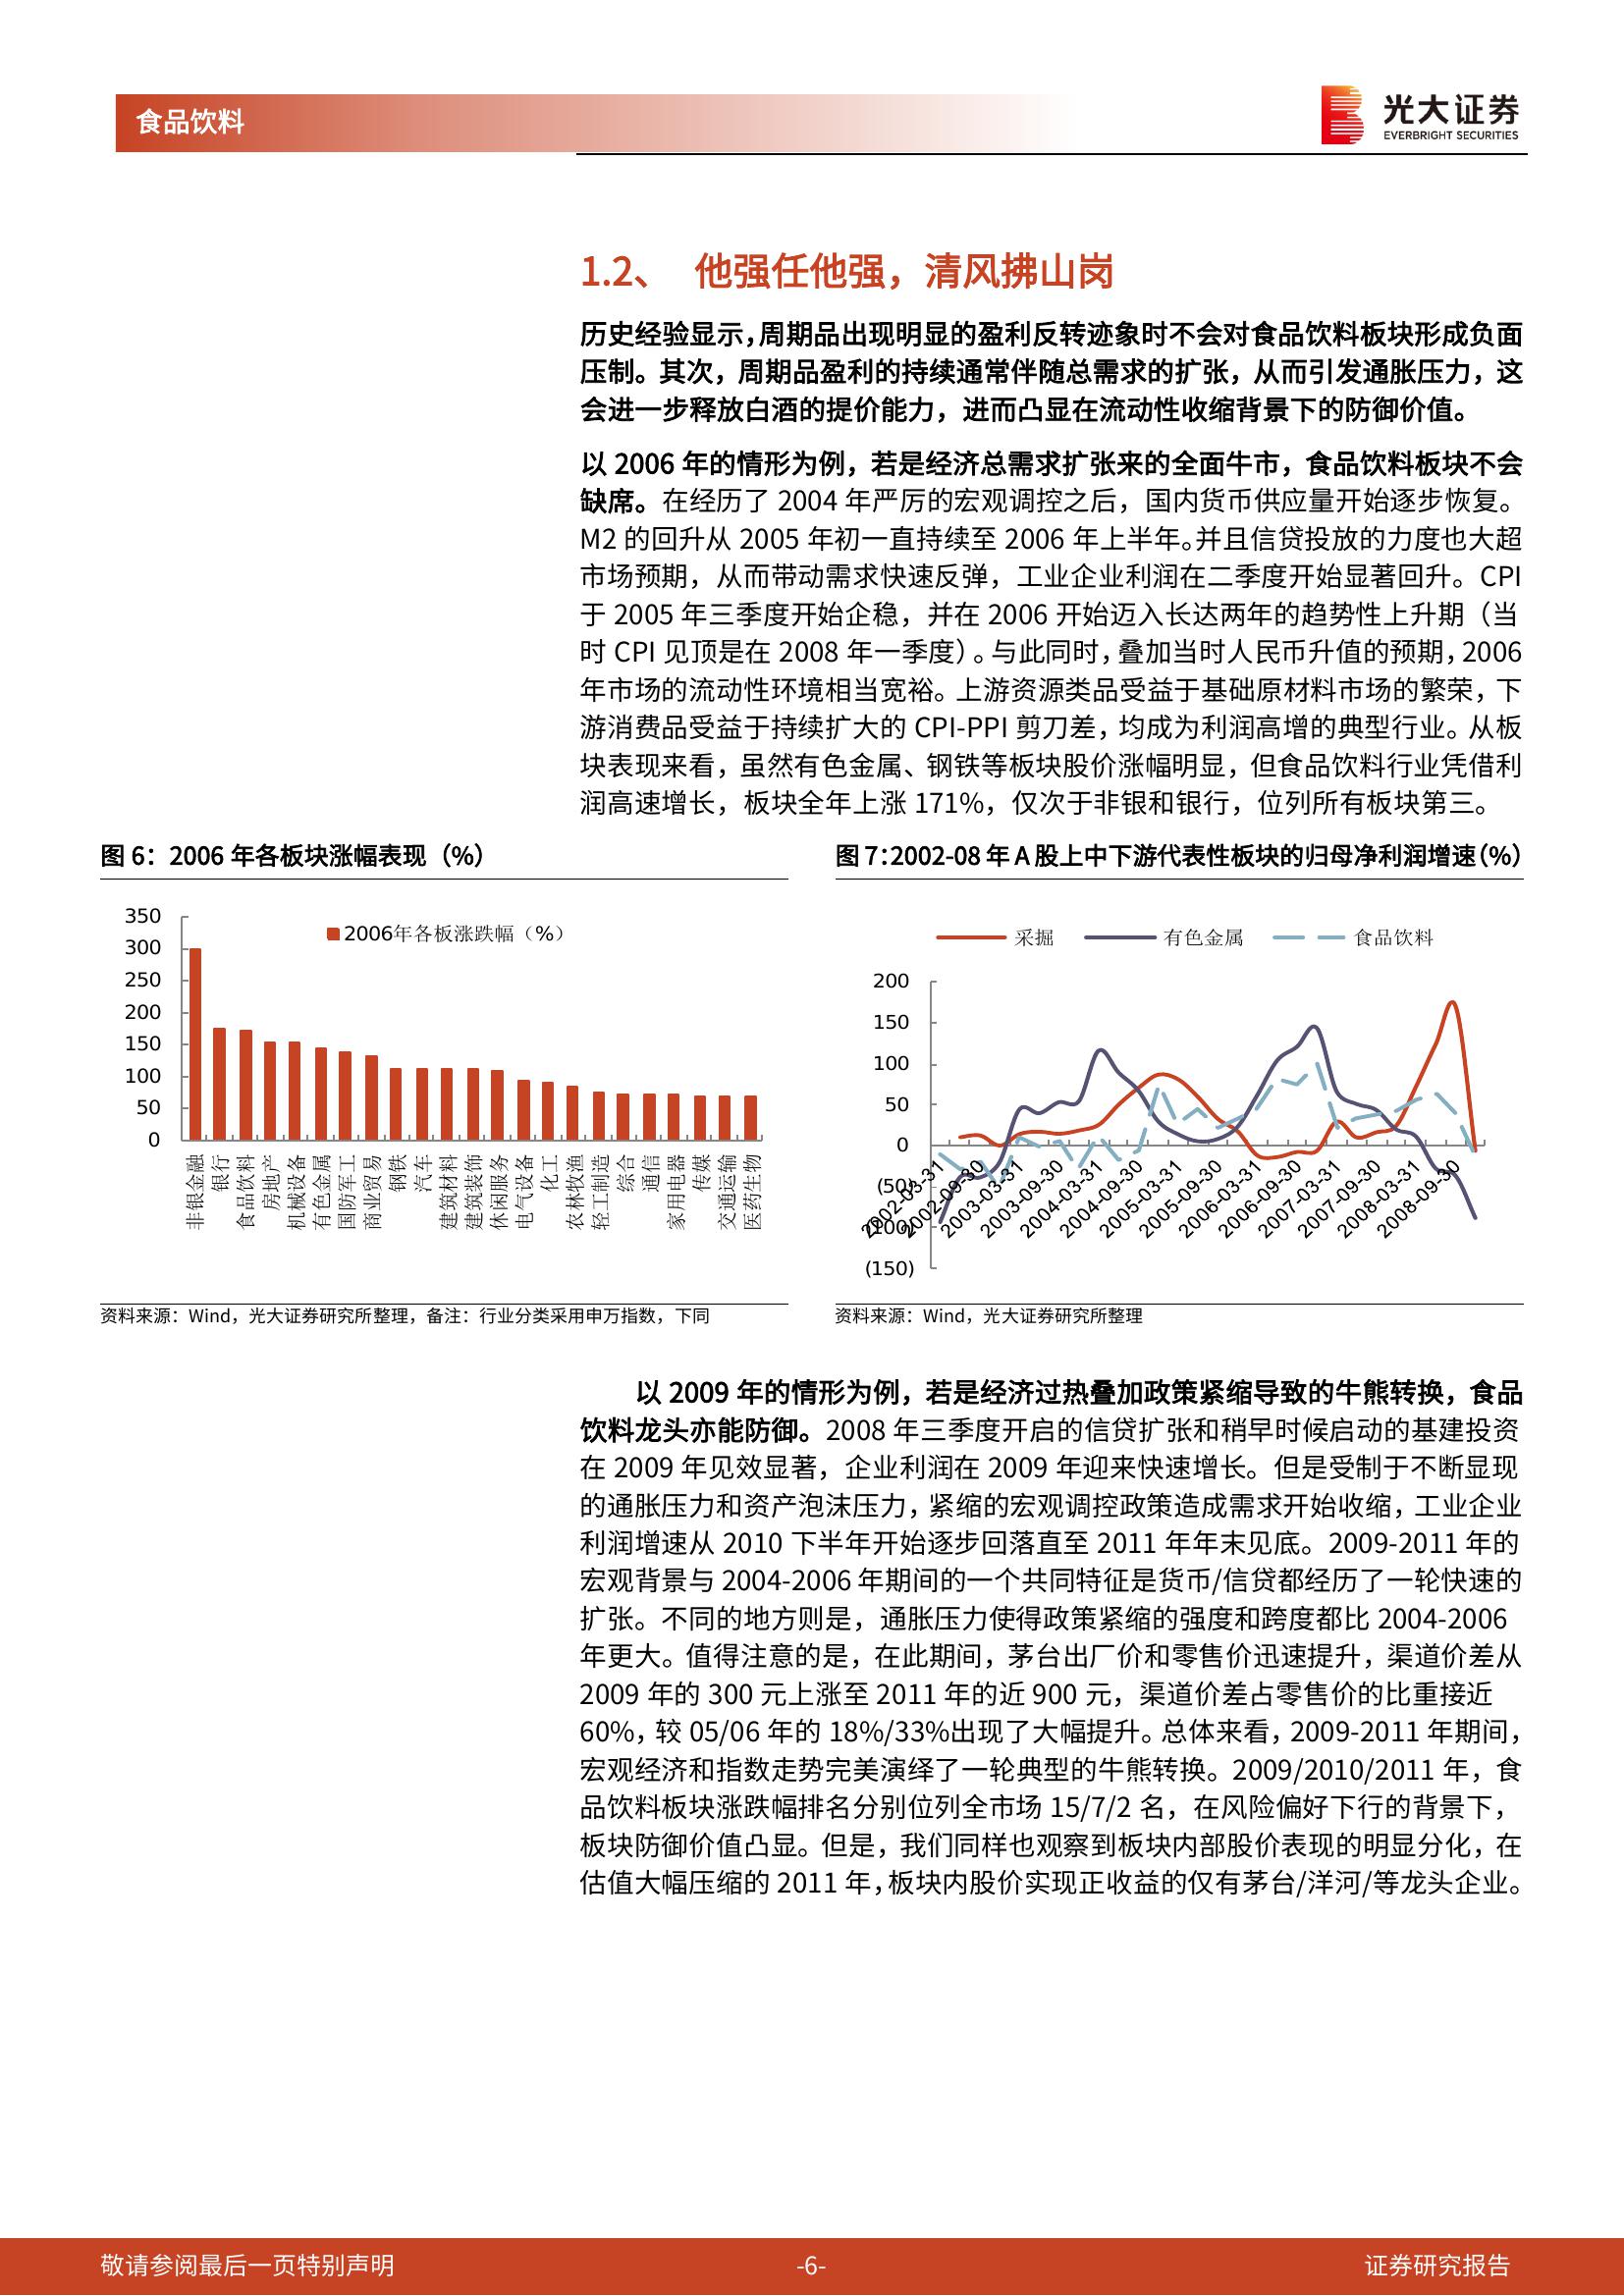 食品饮料
光大证券
EVERBRIGHT SECURITIES
1.2、 他强任他强，清风拂山岗
历史经验显示，周期品出现明显的盈利反转迹象时不会对食品饮料板块形成负面
压制。其次，周期品盈利的持续通常伴随总需求的扩张，从而引发通胀压力，这
会进一步释放白酒的提价能力，进而凸显在流动性收缩背景下的防御价值。
以 2006 年的情形为例，若是经济总需求扩张来的全面牛市，食品饮料板块不会
缺席。在经历了 2004 年严厉的宏观调控之后，国内货币供应量开始逐步恢复。
M2 的回升从 2005 年初一直持续至 2006 年上半年。并且信贷投放的力度也大超
市场预期，从而带动需求快速反弹，工业企业利润在二季度开始显著回升。CPI
于 2005 年三季度开始企稳，并在 2006 开始迈入长达两年的趋势性上升期（当
时 CPI 见顶是在 2008 年一季度）。与此同时，叠加当时人民币升值的预期，2006
年市场的流动性环境相当宽裕。上游资源类品受益于基础原材料市场的繁荣，下
游消费品受益于持续扩大的 CPI-PPI 剪刀差，均成为利润高增的典型行业。从板
块表现来看，虽然有色金属、钢铁等板块股价涨幅明显，但食品饮料行业凭借利
润高速增长，板块全年上涨 171%，仅次于非银和银行，位列所有板块第三。
图 6：2006 年各板块涨幅表现（%）
350
300
250
200
150
100
50
0
2006年各板涨跌幅（%）
非银金融
银行
食品饮料
房地产
机械设备
有色金属
国防军工
商业贸易
钢铁
汽车
建筑材料
建筑装饰
休闲服务
电气设备
化工
农林牧渔
轻工制造
综合
通信
家用电器
传媒
交通运输
医药生物
资料来源：Wind，光大证券研究所整理，备注：行业分类采用申万指数，下同
图 7：2002-08 年 A 股上中下游代表性板块的归母净利润增速（%）
采掘 有色金属 食品饮料
200
150
100
50
0
(50)
(100)
(150)
2002-03-31
2002-09-30
2003-03-31
2003-09-30
2004-03-31
2004-09-30
2005-03-31
2005-09-30
2006-03-31
2006-09-30
2007-03-31
2007-09-30
2008-03-31
2008-09-30
资料来源：Wind，光大证券研究所整理
以 2009 年的情形为例，若是经济过热叠加政策紧缩导致的牛熊转换，食品
饮料龙头亦能防御。2008 年三季度开启的信贷扩张和稍早时候启动的基建投资
在 2009 年见效显著，企业利润在 2009 年迎来快速增长。但是受制于不断显现
的通胀压力和资产泡沫压力，紧缩的宏观调控政策造成需求开始收缩，工业企业
利润增速从 2010 下半年开始逐步回落直至 2011 年年末见底。2009-2011 年的
宏观背景与 2004-2006 年期间的一个共同特征是货币/信贷都经历了一轮快速的
扩张。不同的地方则是，通胀压力使得政策紧缩的强度和跨度都比 2004-2006
年更大。值得注意的是，在此期间，茅台出厂价和零售价迅速提升，渠道价差从
2009 年的 300 元上涨至 2011 年的近 900 元，渠道价差占零售价的比重接近
60%，较 05/06 年的 18%/33%出现了大幅提升。总体来看，2009-2011 年期间，
宏观经济和指数走势完美演绎了一轮典型的牛熊转换。2009/2010/2011 年，食
品饮料板块涨跌幅排名分别位列全市场 15/7/2 名，在风险偏好下行的背景下，
板块防御价值凸显。但是，我们同样也观察到板块内部股价表现的明显分化，在
估值大幅压缩的 2011 年，板块内股价实现正收益的仅有茅台/洋河/等龙头企业。
敬请参阅最后一页特别声明
-6-
证券研究报告